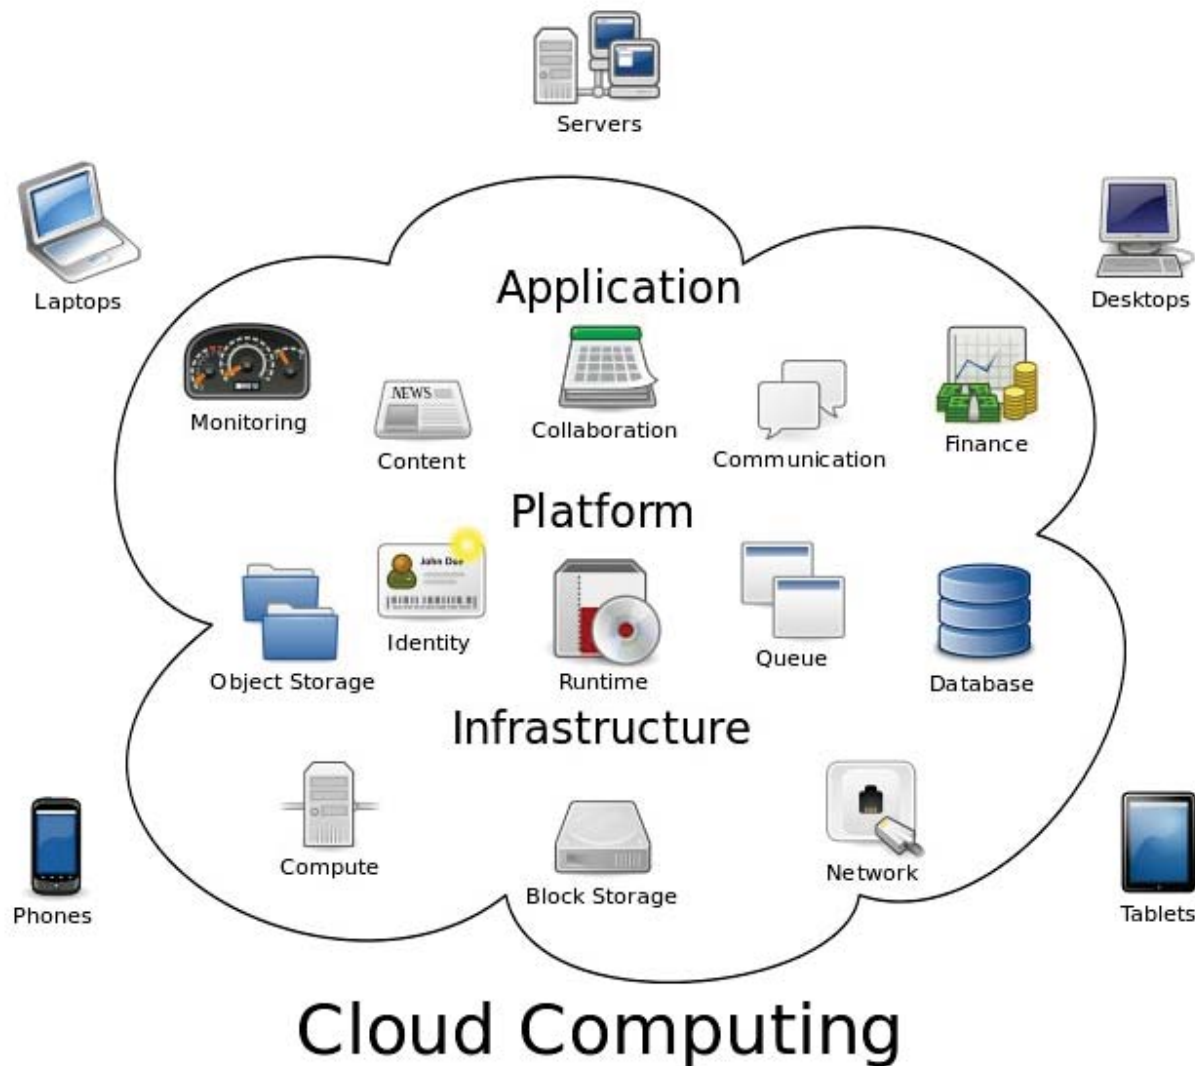 Servers
Laptops
Desktops
Application
Monitoring
NEWS
Content
Collaboration
Communication
Finance
Platform
John Doe
Object Storage
Identity
Runtime
Queue
Database
Infrastructure
Compute
Block Storage
Network
Phones
Tablets
Cloud Computing